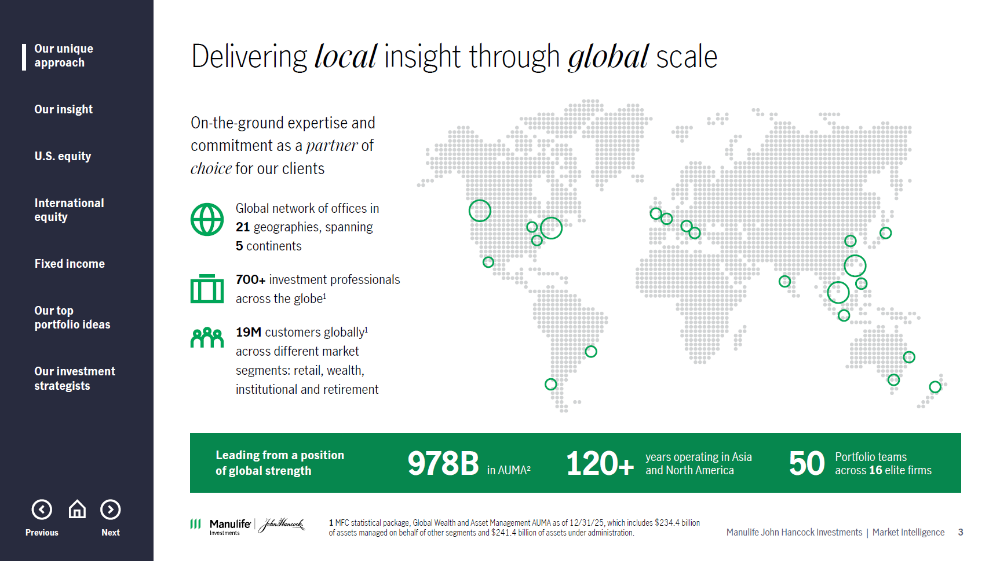 Our unique
approach
Our insight
U.S. equity
International
equity
Fixed income
Our top
portfolio ideas
Our investment
strategists
Previous
Next
Delivering local insight through global scale
On-the-ground expertise and
commitment as a partner of
choice for our clients
Global network of offices in
21 geographies, spanning
5 continents
700+ investment professionals
across the globe¹
19M customers globally¹
across different market
segments: retail, wealth,
institutional and retirement
Leading from a position
of global strength
978B in AUMA²
120+ years operating in Asia
and North America
50 Portfolio teams
across 16 elite firms
Manulife
Investments
John Hancock
1 MFC statistical package, Global Wealth and Asset Management AUMA as of 12/31/25, which includes $234.4 billion
of assets managed on behalf of other segments and $241.4 billion of assets under administration.
Manulife John Hancock Investments | Market Intelligence 3